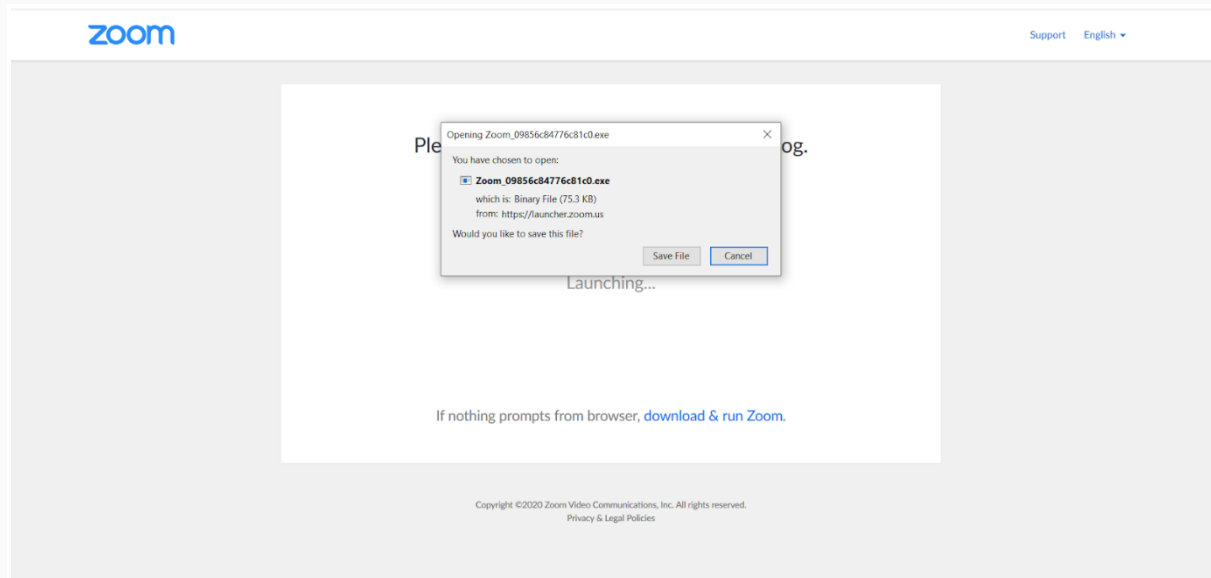 zoom
Support English
Ple og.
Opening Zoom_09856c84776c81c0.exe
You have chosen to open:
Zoom_09856c84776c81c0.exe
which is: Binary File (75.3 KB)
from: https://launcher.zoom.us
Would you like to save this file?
Save File Cancel
Launching...
If nothing prompts from browser, download & run Zoom.
Copyright ©2020 Zoom Video Communications, Inc. All rights reserved.
Privacy & Legal Policies